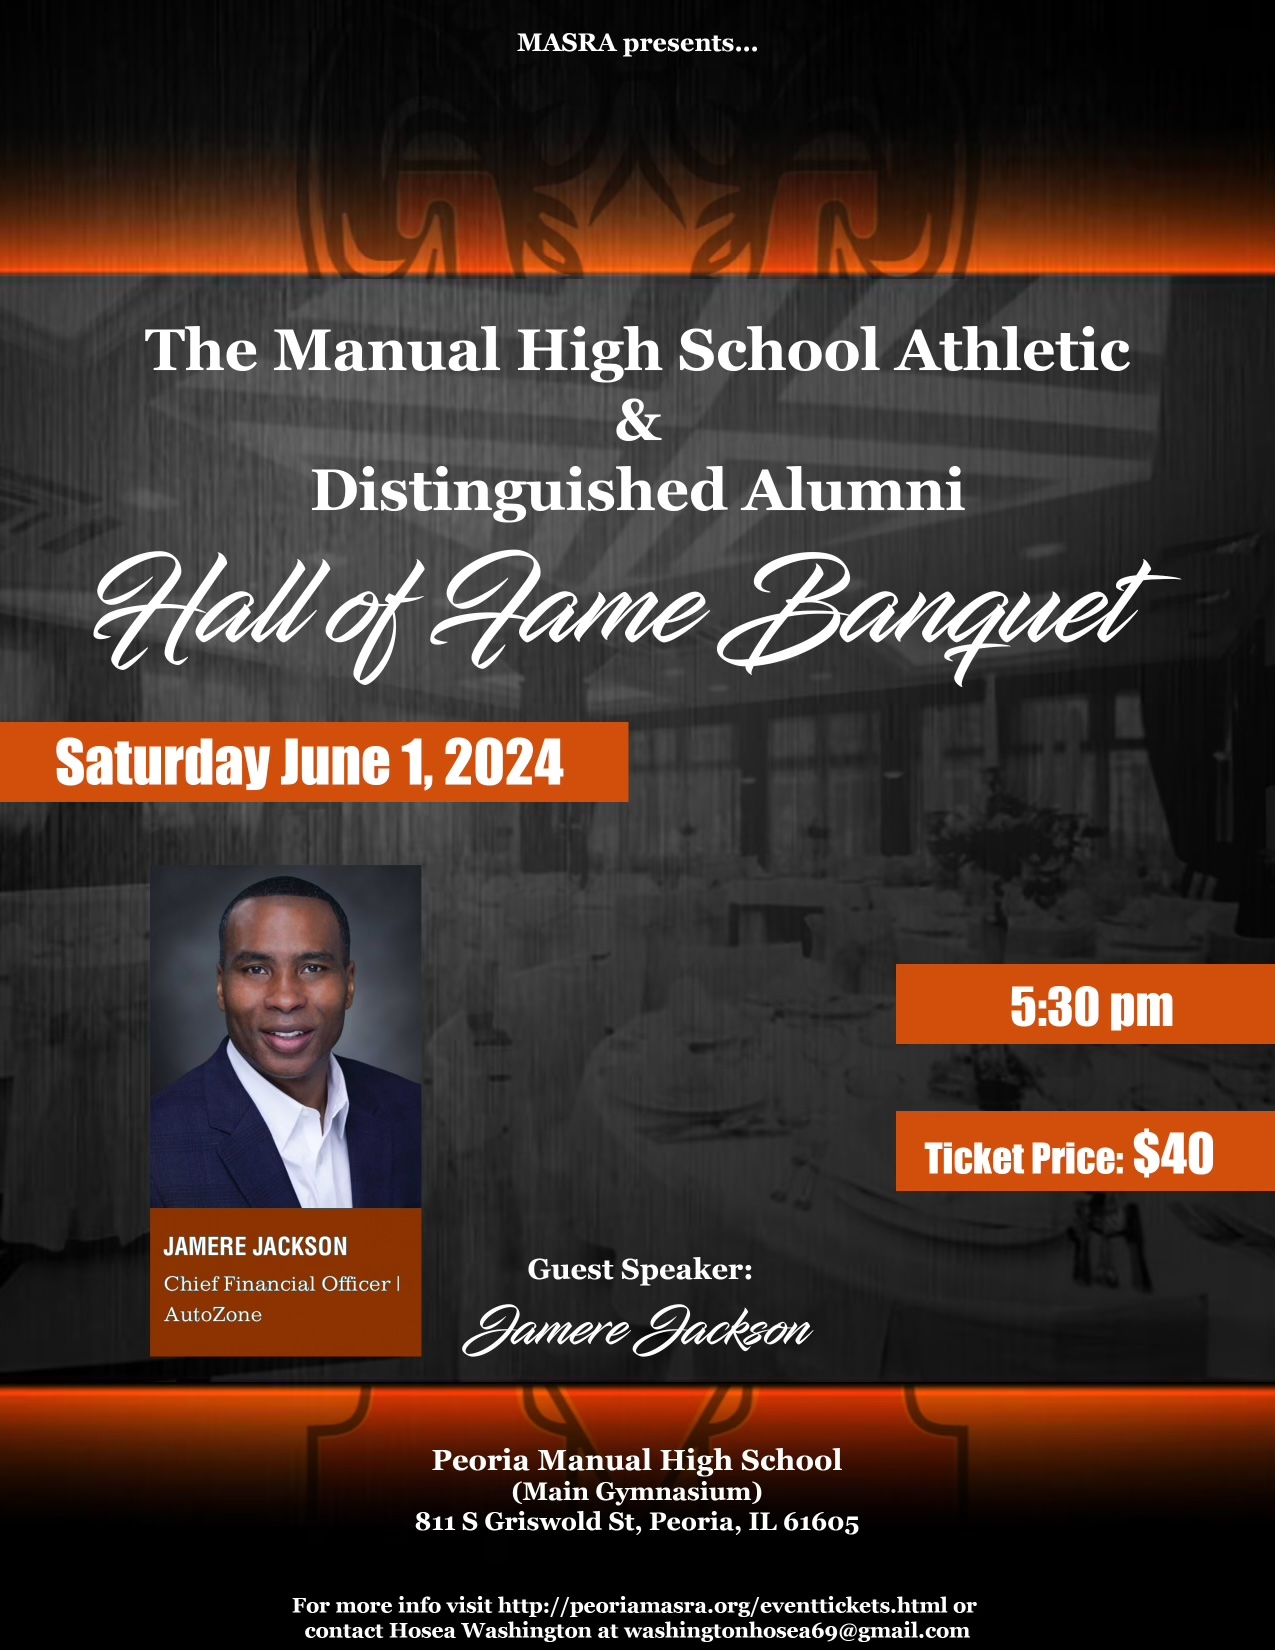 MASRA presents...
The Manual High School Athletic
&
Distinguished Alumni
Hall of Fame Banquet
Saturday June 1, 2024
5:30 pm
Ticket Price: $40
JAMERE JACKSON
Chief Financial Officer |
AutoZone
Guest Speaker:
Jamere Jackson
Peoria Manual High School
(Main Gymnasium)
811 S Griswold St, Peoria, IL 61605
For more info visit http://peoriamasra.org/eventtickets.html or
contact Hosea Washington at washingtonhosea69@gmail.com